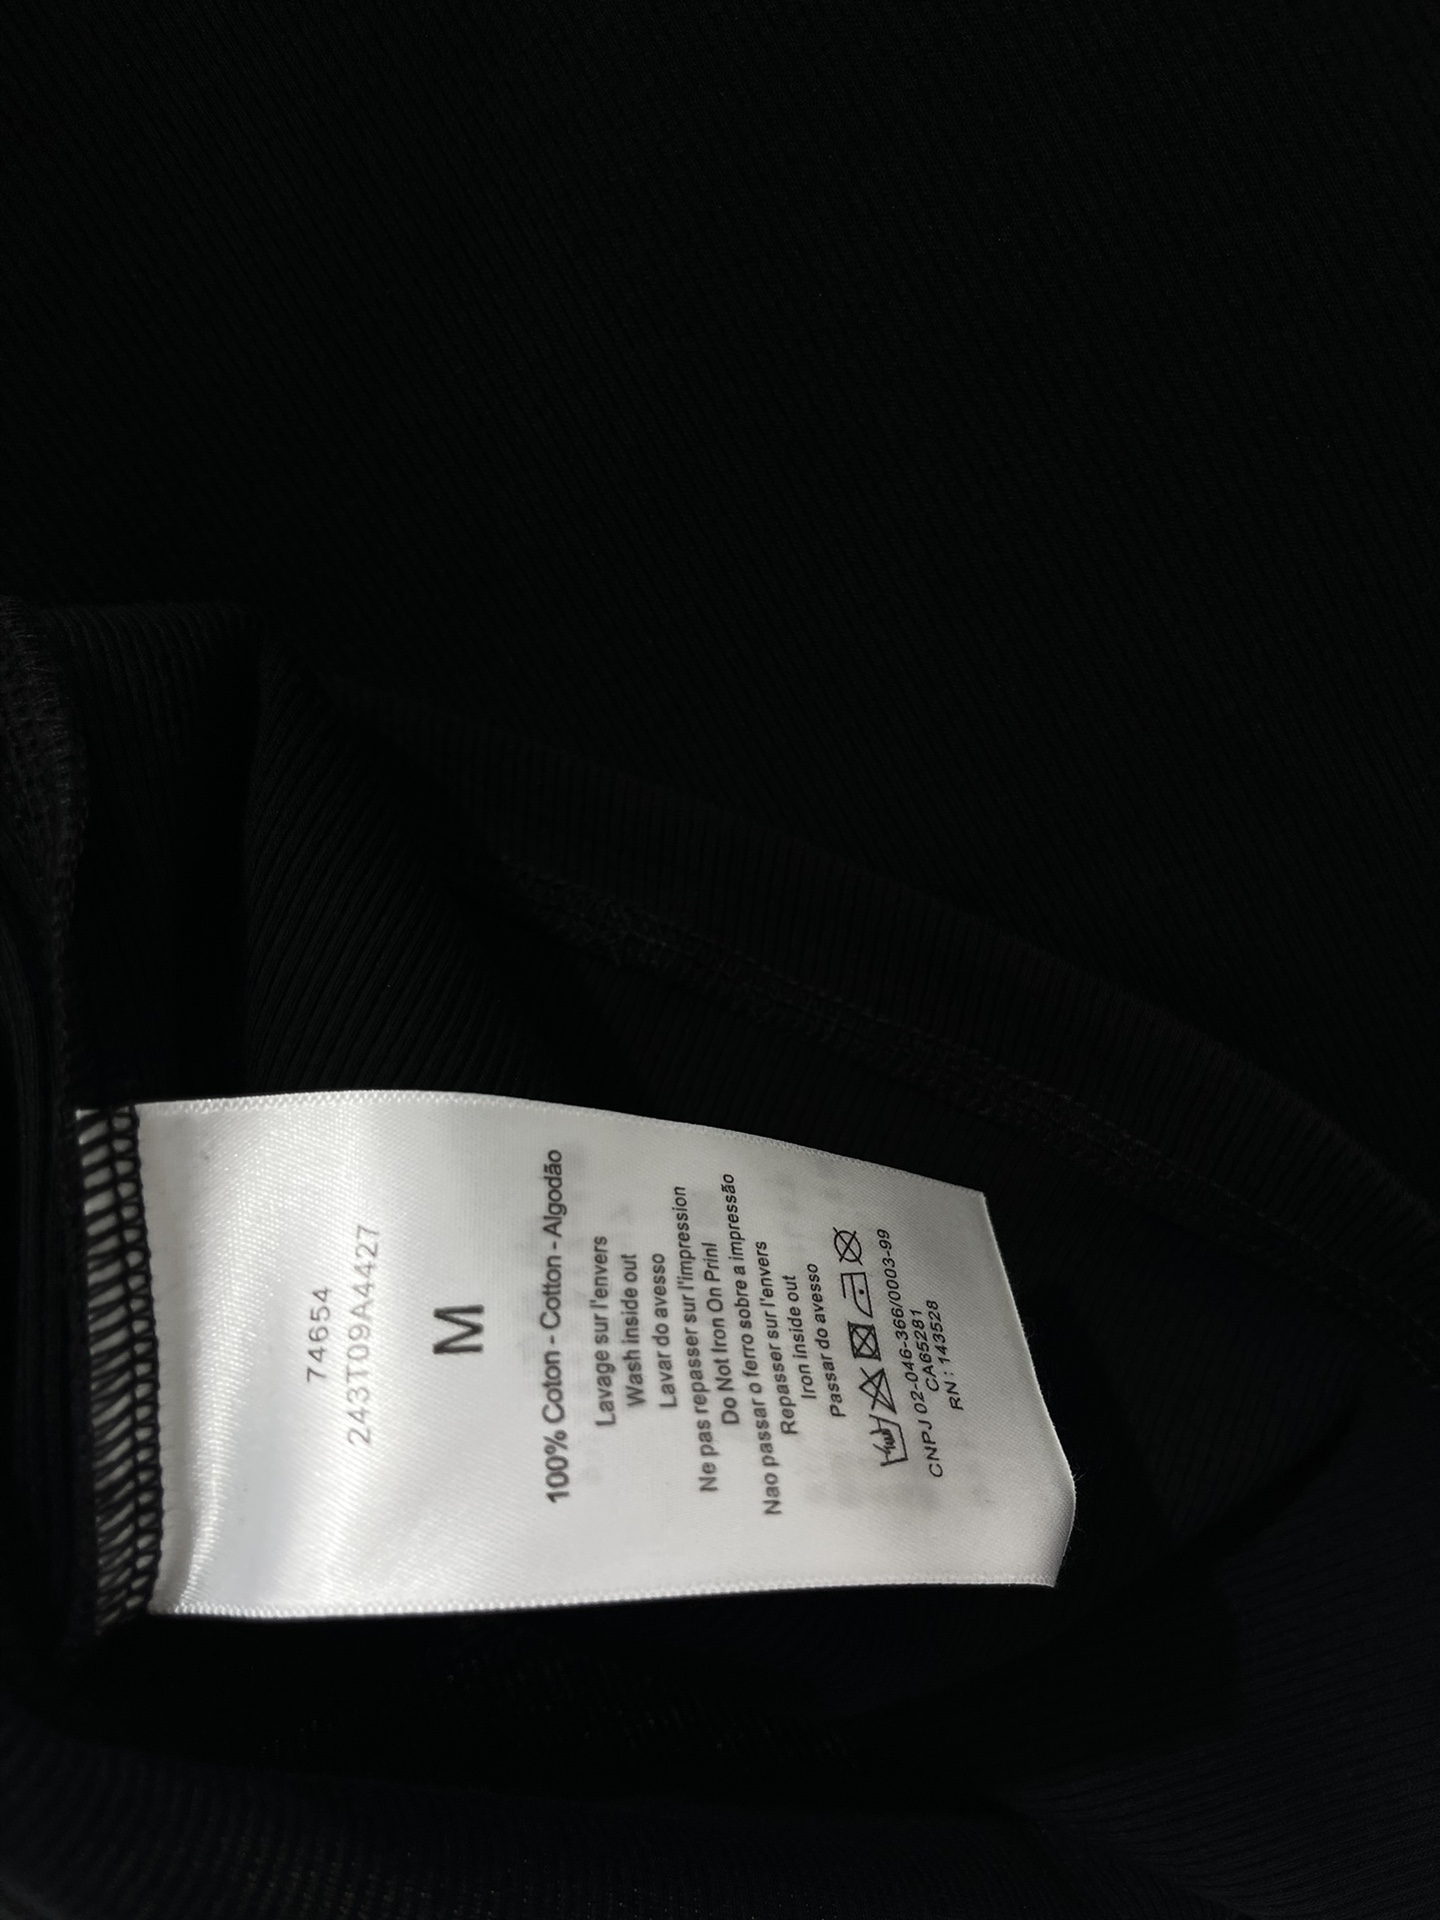 74654
243T09A4427
M
100% Coton - Cotton - Algodão
Lavage sur l'envers
Wash inside out
Lavar do avesso
Ne pas repasser sur l'impression
Do Not Iron On Prinl
Nao passar o ferro sobre a impressão
Repasser sur l'envers
Iron inside out
Passar do avesso
CNPJ 02-046-366/0003-99
CA65281
RN: 143528